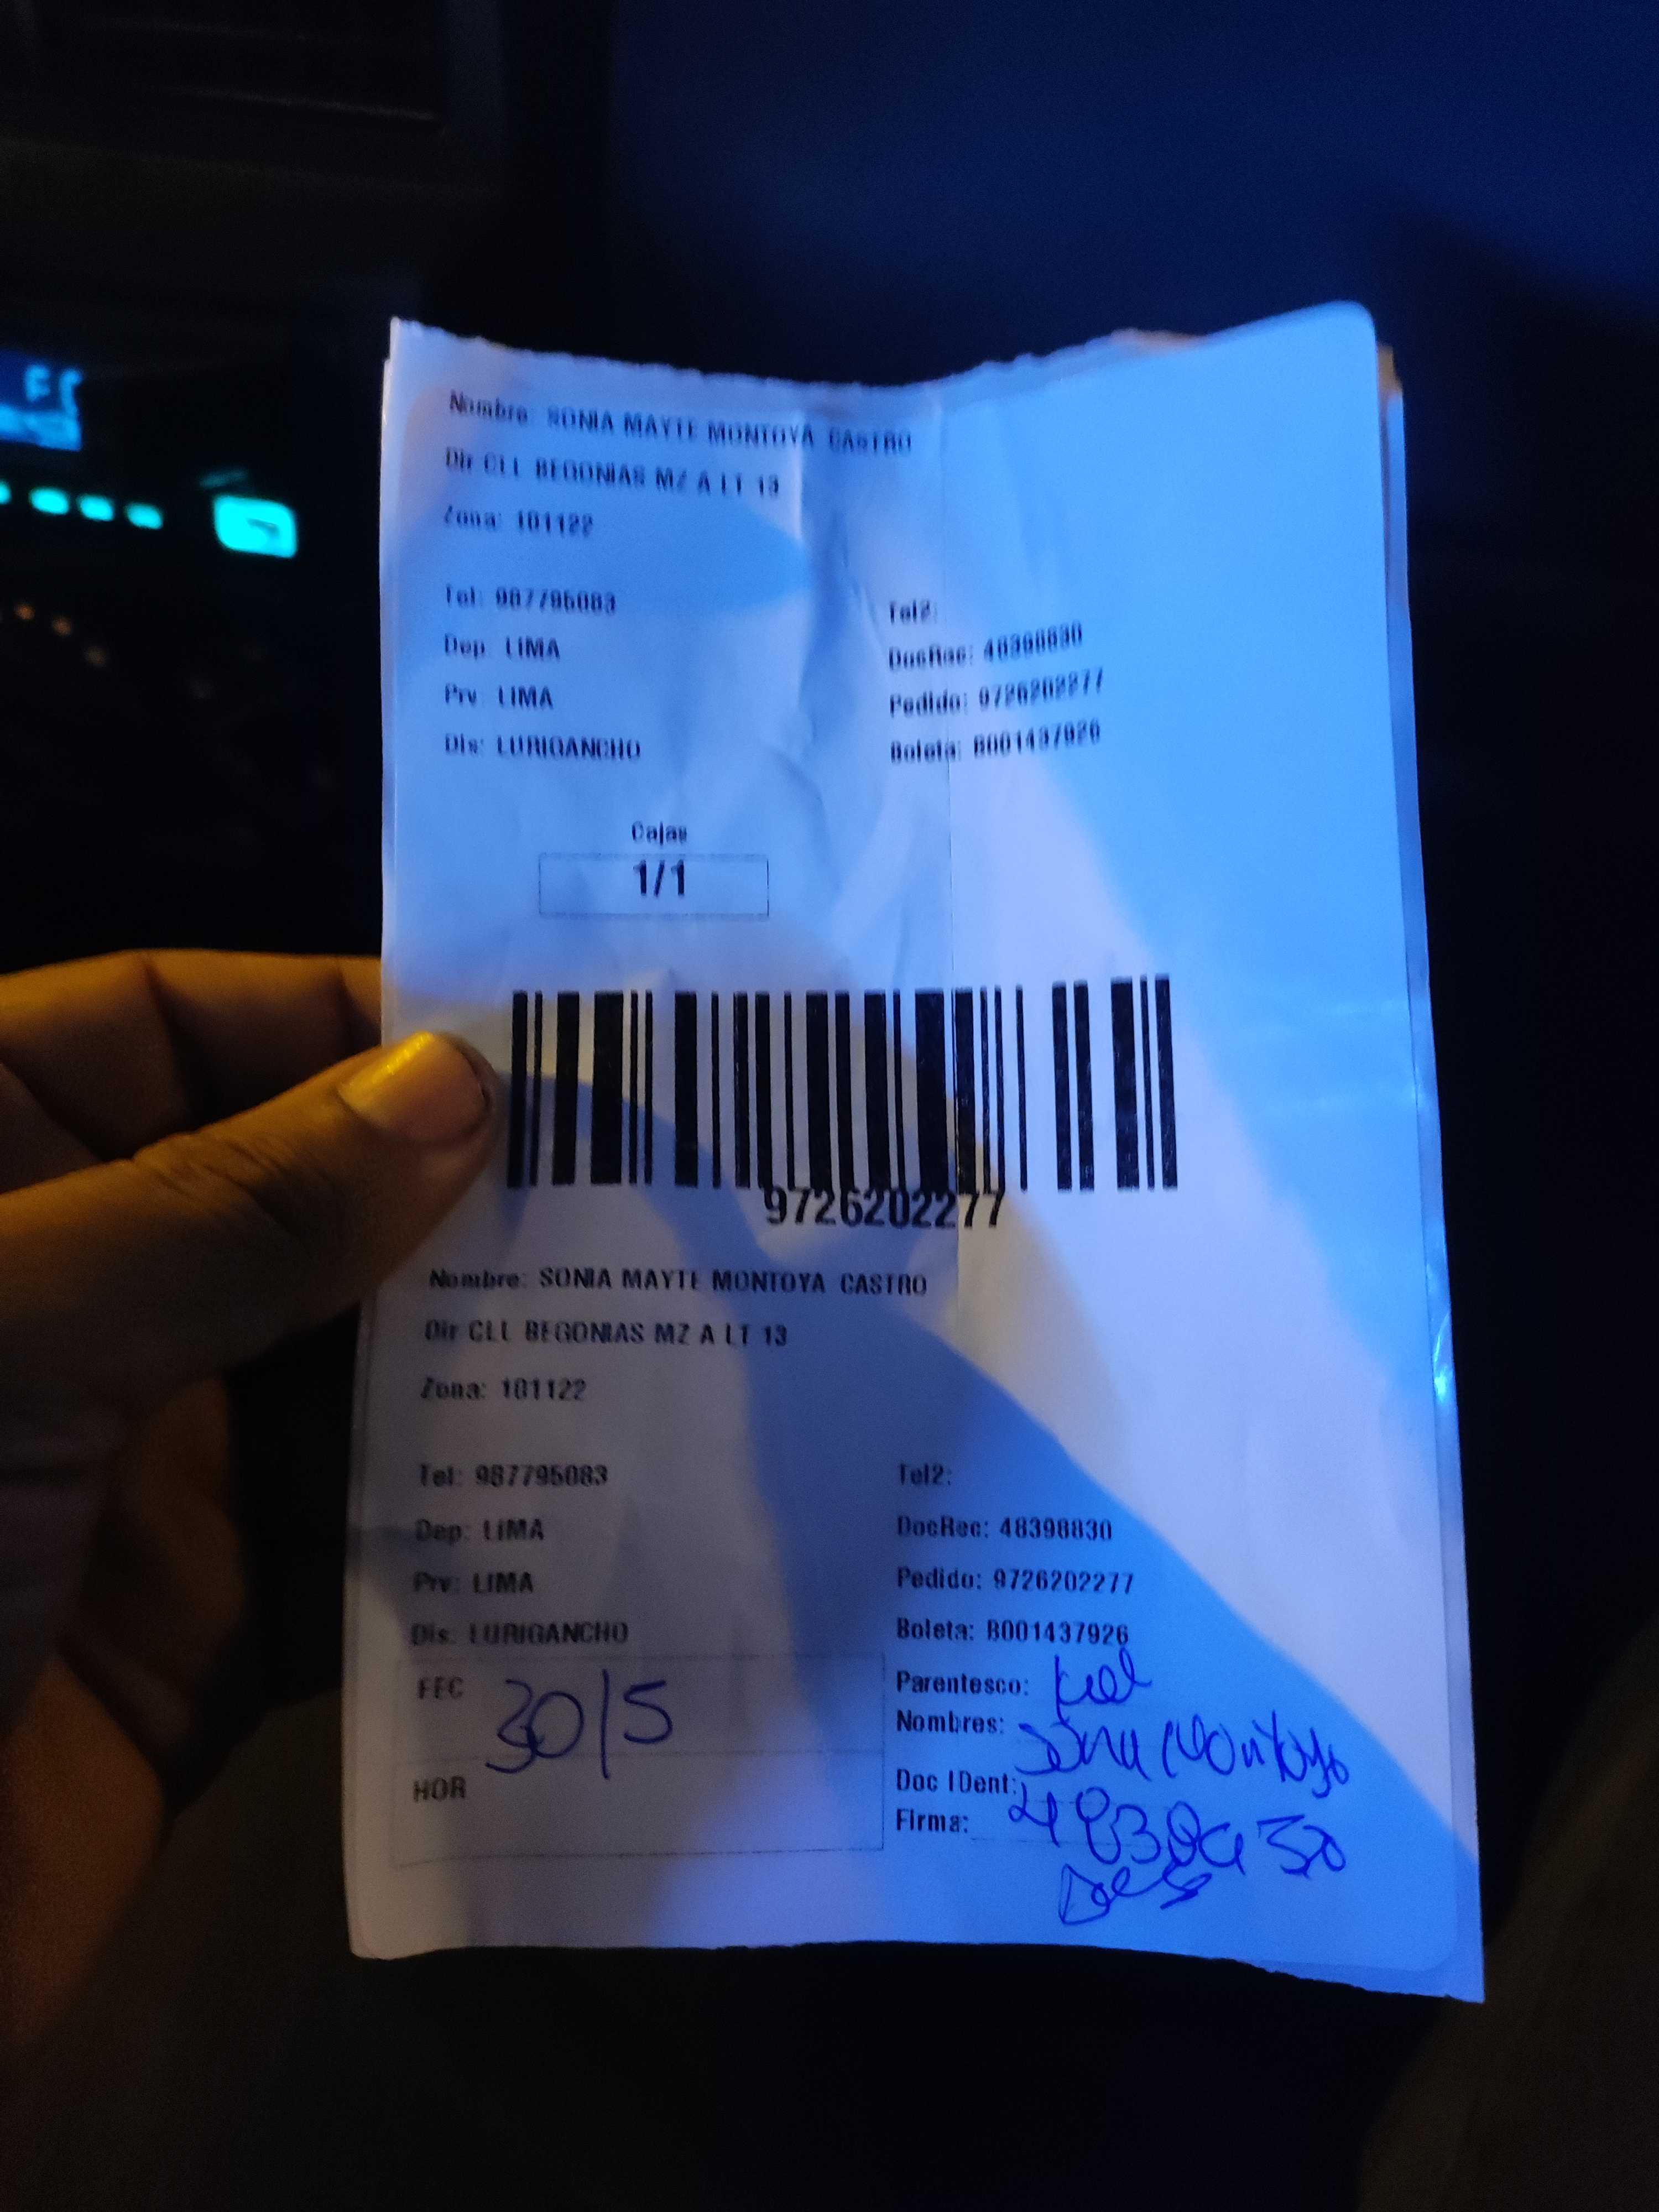 Nombre: SONIA MAYTE MONTOYA CASTRO
Dir CLL BEGONIAS MZ A LT 13
Zona: 101122
Tel: 987795083
Tel2:
Dep: LIMA
DocRec: 48398830
Prv: LIMA
Pedido: 9726202277
Dis: LURIGANCHO
Boleta: B001437926
Cajas
1/1
9726202277
Nombre: SONIA MAYTE MONTOYA CASTRO
Dir CLL BEGONIAS MZ A LT 13
Zona: 101122
Tel: 987795083
Tel2:
Dep: LIMA
DocRec: 48398830
Prv: LIMA
Pedido: 9726202277
Dis: LURIGANCHO
Boleta: B001437926
FEC 30/5
Parentesco:
Nombres: Sonia Montoya
HOR
Doc IDent:
Firma: